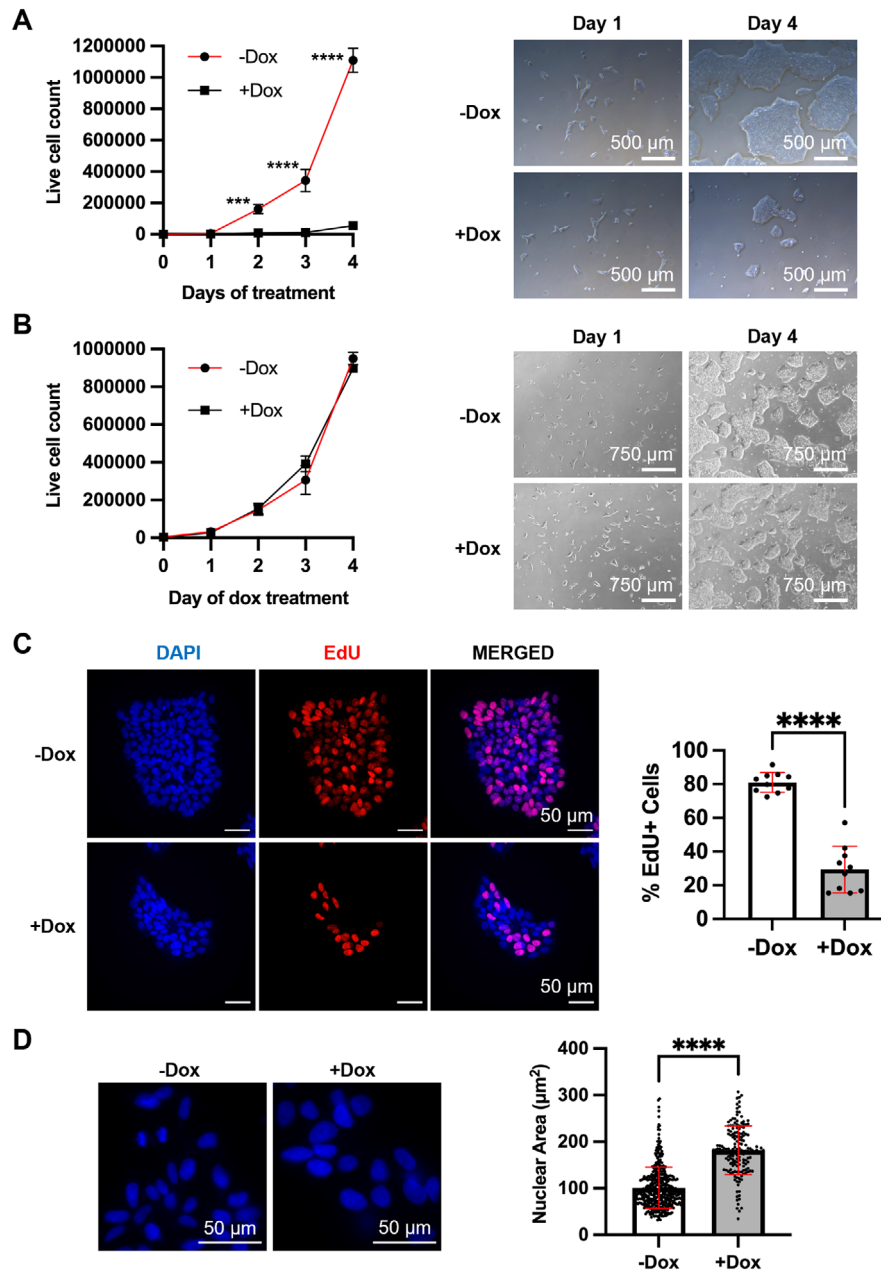 A
1200000
1000000
800000
600000
400000
200000
0
Live cell count
-Dox
+Dox
***
****
****
0 1 2 3 4
Days of treatment
Day 1 Day 4
-Dox
500 µm 500 µm
+Dox
500 µm 500 µm
B
1000000
800000
600000
400000
200000
0
Live cell count
-Dox
+Dox
0 1 2 3 4
Day of dox treatment
Day 1 Day 4
-Dox
750 µm 750 µm
+Dox
750 µm 750 µm
C
DAPI EdU MERGED
-Dox
50 µm
+Dox
50 µm
****
100
80
60
40
20
0
% EdU+ Cells
-Dox +Dox
D
-Dox +Dox
50 µm 50 µm
****
400
300
200
100
0
Nuclear Area (µm²)
-Dox +Dox